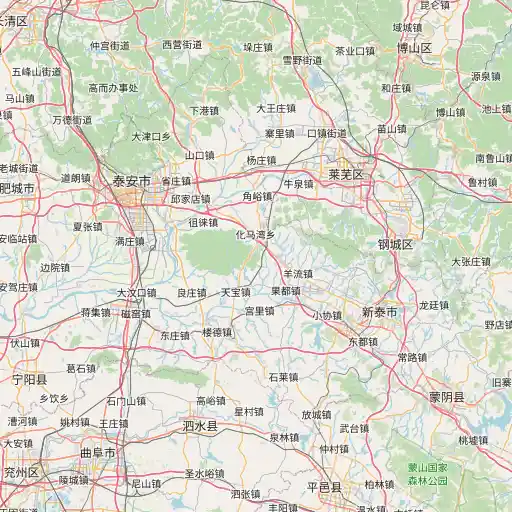 长清区
仲宫街道
西营街道
垛庄镇
茶业口镇
域城镇
昆仑镇
博山区
雪野街道
源泉镇
五峰山街道
高而办事处
和庄镇
马山镇
下港镇
大王庄镇
博山镇
池上镇
万德街道
大津口乡
寨里镇
口镇街道
苗山镇
山口镇
杨庄镇
南鲁山镇
老城街道
道朗镇
泰安市
省庄镇
牛泉镇
莱芜区
鲁村镇
肥城市
邱家店镇
角峪镇
夏张镇
徂徕镇
化马湾乡
安临站镇
满庄镇
钢城区
边院镇
羊流镇
大张庄镇
安驾庄镇
大汶口镇
良庄镇
天宝镇
果都镇
蒋集镇
磁窑镇
宫里镇
小协镇
新泰市
龙廷镇
野店镇
伏山镇
东庄镇
楼德镇
东都镇
常路镇
葛石镇
宁阳县
石莱镇
旧寨
乡饮乡
石门山镇
高峪镇
蒙阴县
漕河镇
姚村镇
王庄镇
星村镇
放城镇
泗水县
武台镇
大安镇
曲阜市
泉林镇
仲村镇
桃墟镇
兖州区
陵城镇
尼山镇
圣水峪镇
蒙山国家
森林公园
柏林镇
泗张镇
平邑县
丰阳镇
温水镇